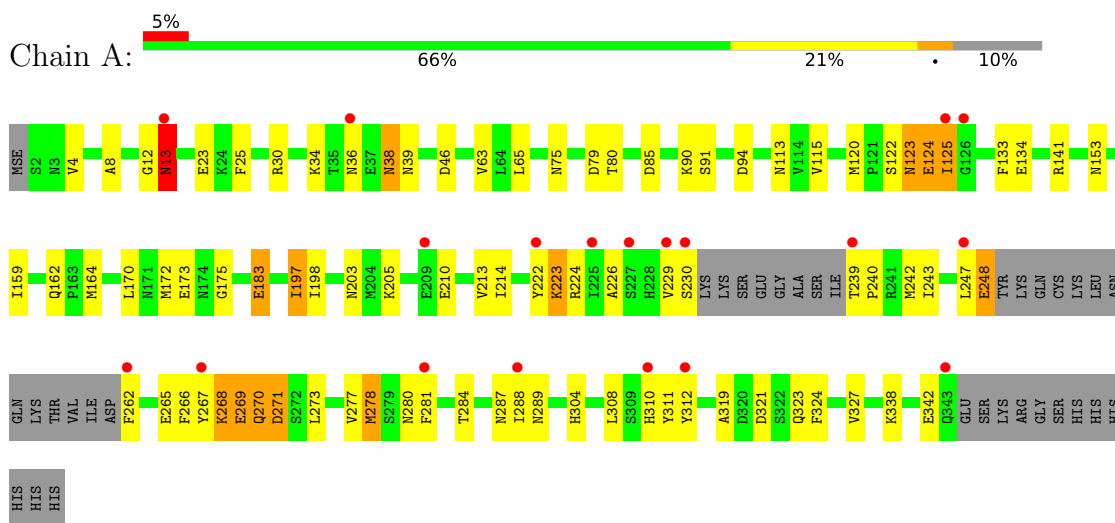 5%
Chain A:
66% 21% • 10%
MSE S2 N3 V4 A8 G12 N13 E23 K24 F25 R30 K34 T35 N36 E37 N38 N39 D46 V63 L64 L65 N75 D79 T80 D85 K90 S91 D94 N113 V114 V115 M120 P121 S122 N123 E124 I125 G126 F133 E134 R141 N153
I159 Q162 P163 M164 L170 N171 M172 E173 N174 G175 E183 I197 I198 N203 M204 K205 E209 E210 V213 I214 Y222 K223 R224 I225 A226 S227 H228 V229 S230 LYS LYS SER GLU GLY ALA SER ILE T239 P240 R241 M242 I243 L247 E248 TYR LYS GLN CYS LYS LEU ASN
GLN LYS THR VAL ILE ASP F262 E265 F266 Y267 K268 E269 Q270 D271 S272 L273 V277 M278 S279 N280 F281 T284 N287 I288 N289 H304 L308 S309 H310 Y311 Y312 A319 D320 D321 S322 Q323 F324 V327 K338 E342 Q343 GLU SER LYS ARG GLY SER HIS HIS HIS
HIS HIS HIS